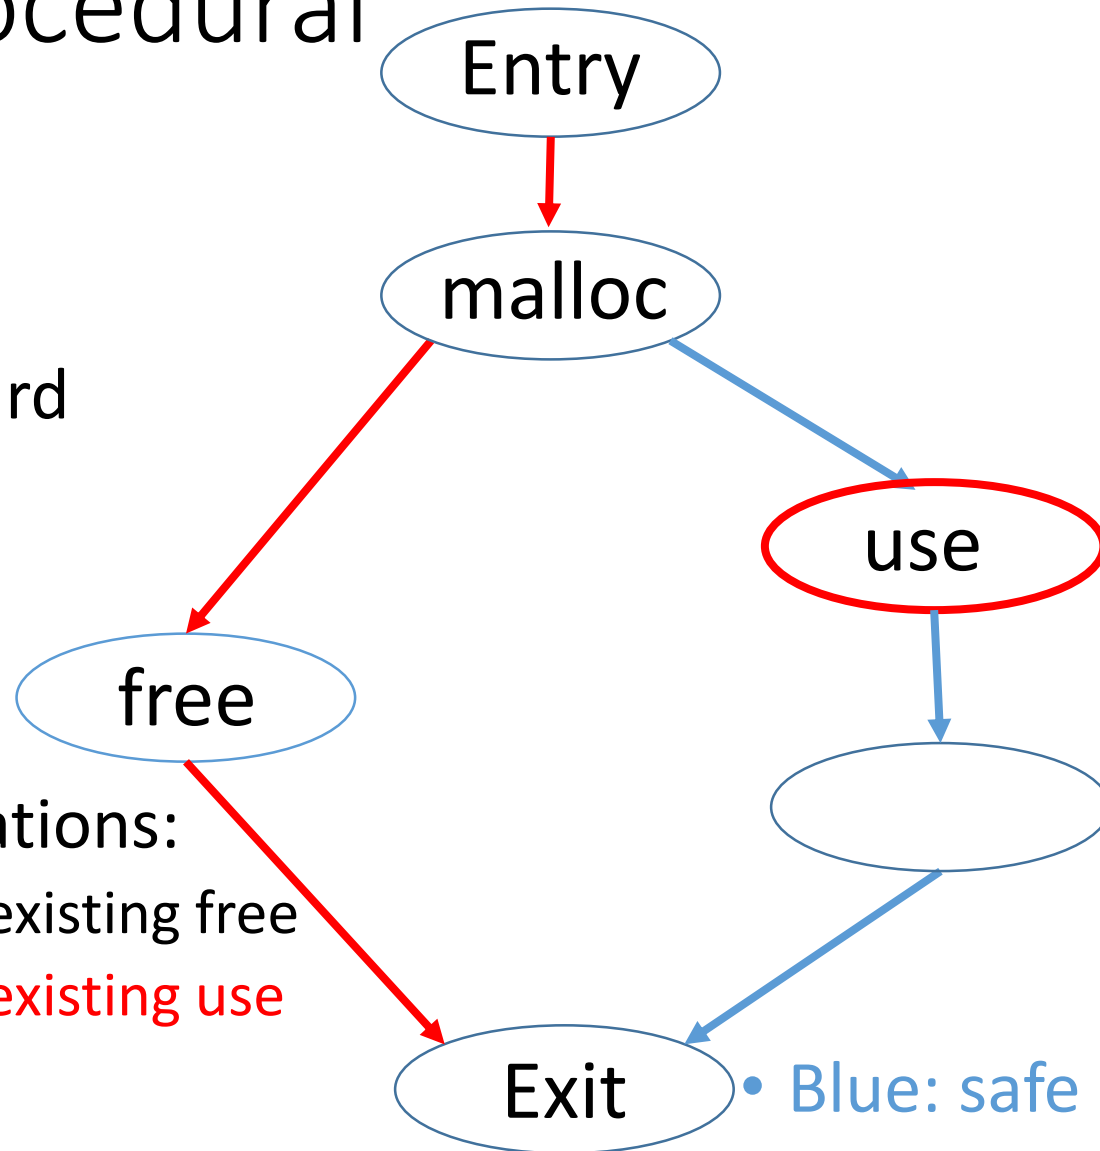 ocedural
Entry
malloc
rd
use
free
ations:
existing free
existing use
Exit
• Blue: safe